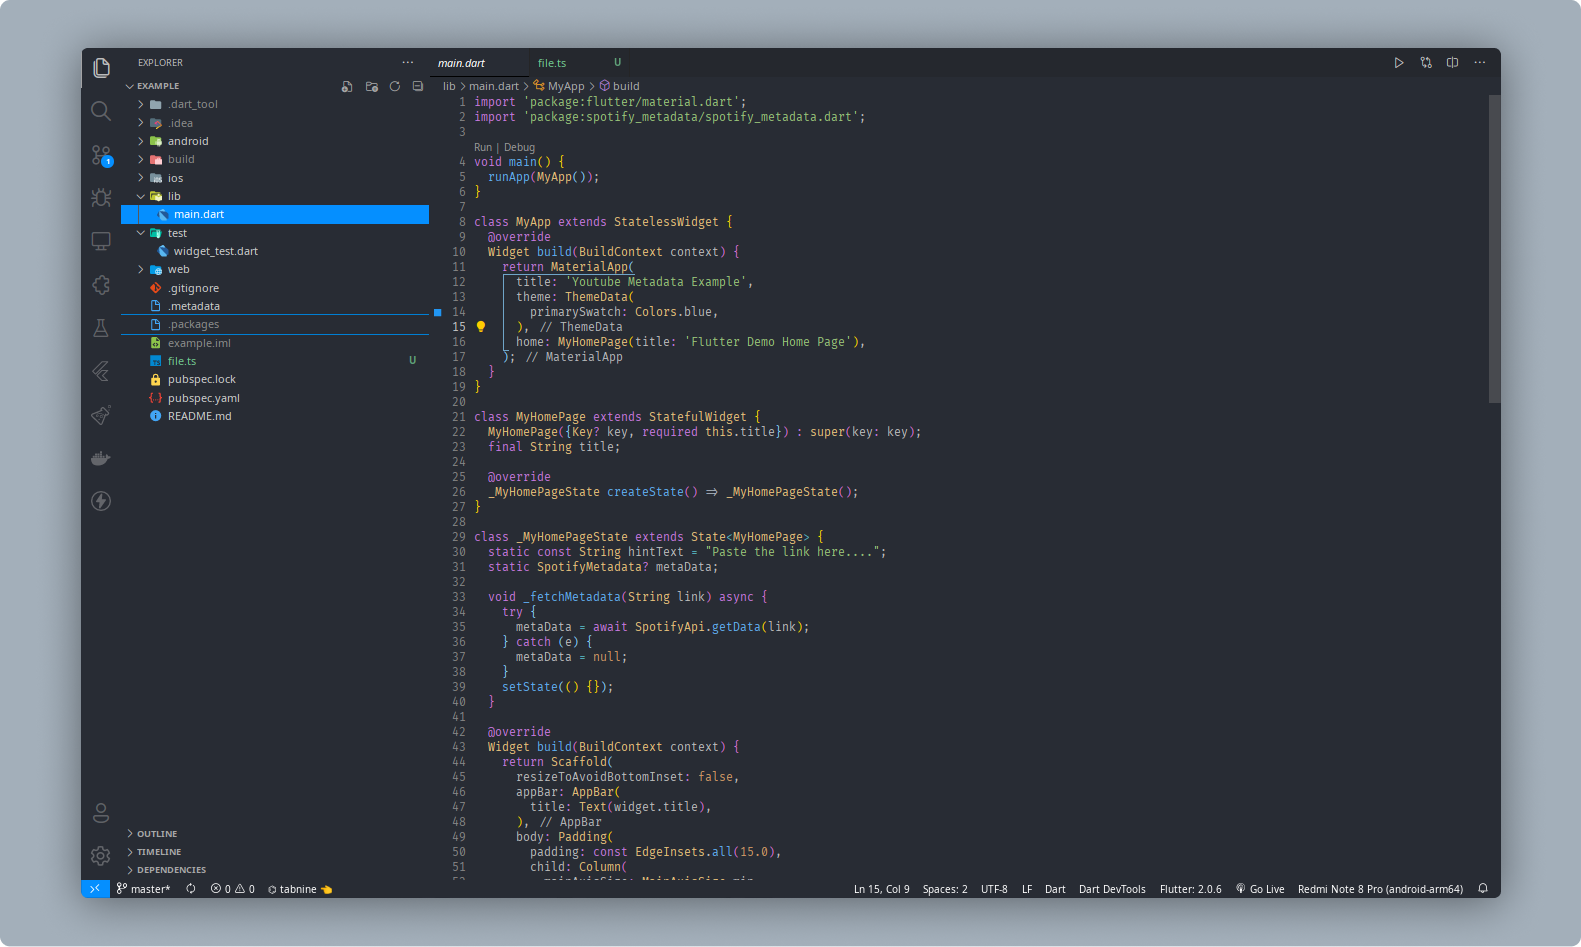 EXPLORER ···
EXAMPLE
.dart_tool
.idea
android
build
ios
lib
main.dart
test
widget_test.dart
web
.gitignore
.metadata
.packages
example.iml
file.ts U
pubspec.lock
pubspec.yaml
README.md
OUTLINE
TIMELINE
DEPENDENCIES
main.dart file.ts U ···
lib > main.dart > MyApp > build
1 import 'package:flutter/material.dart';
2 import 'package:spotify_metadata/spotify_metadata.dart';
3
Run | Debug
4 void main() {
5 runApp(MyApp());
6 }
7
8 class MyApp extends StatelessWidget {
9 @override
10 Widget build(BuildContext context) {
11 return MaterialApp(
12 title: 'Youtube Metadata Example',
13 theme: ThemeData(
14 primarySwatch: Colors.blue,
15 ), // ThemeData
16 home: MyHomePage(title: 'Flutter Demo Home Page'),
17 ); // MaterialApp
18 }
19 }
20
21 class MyHomePage extends StatefulWidget {
22 MyHomePage({Key? key, required this.title}) : super(key: key);
23 final String title;
24
25 @override
26 _MyHomePageState createState() => _MyHomePageState();
27 }
28
29 class _MyHomePageState extends State<MyHomePage> {
30 static const String hintText = "Paste the link here....";
31 static SpotifyMetadata? metaData;
32
33 void _fetchMetadata(String link) async {
34 try {
35 metaData = await SpotifyApi.getData(link);
36 } catch (e) {
37 metaData = null;
38 }
39 setState(() {});
40 }
41
42 @override
43 Widget build(BuildContext context) {
44 return Scaffold(
45 resizeToAvoidBottomInset: false,
46 appBar: AppBar(
47 title: Text(widget.title),
48 ), // AppBar
49 body: Padding(
50 padding: const EdgeInsets.all(15.0),
51 child: Column(
1
master* 0 0 tabnine Ln 15, Col 9 Spaces: 2 UTF-8 LF Dart Dart DevTools Flutter: 2.0.6 Go Live Redmi Note 8 Pro (android-arm64)